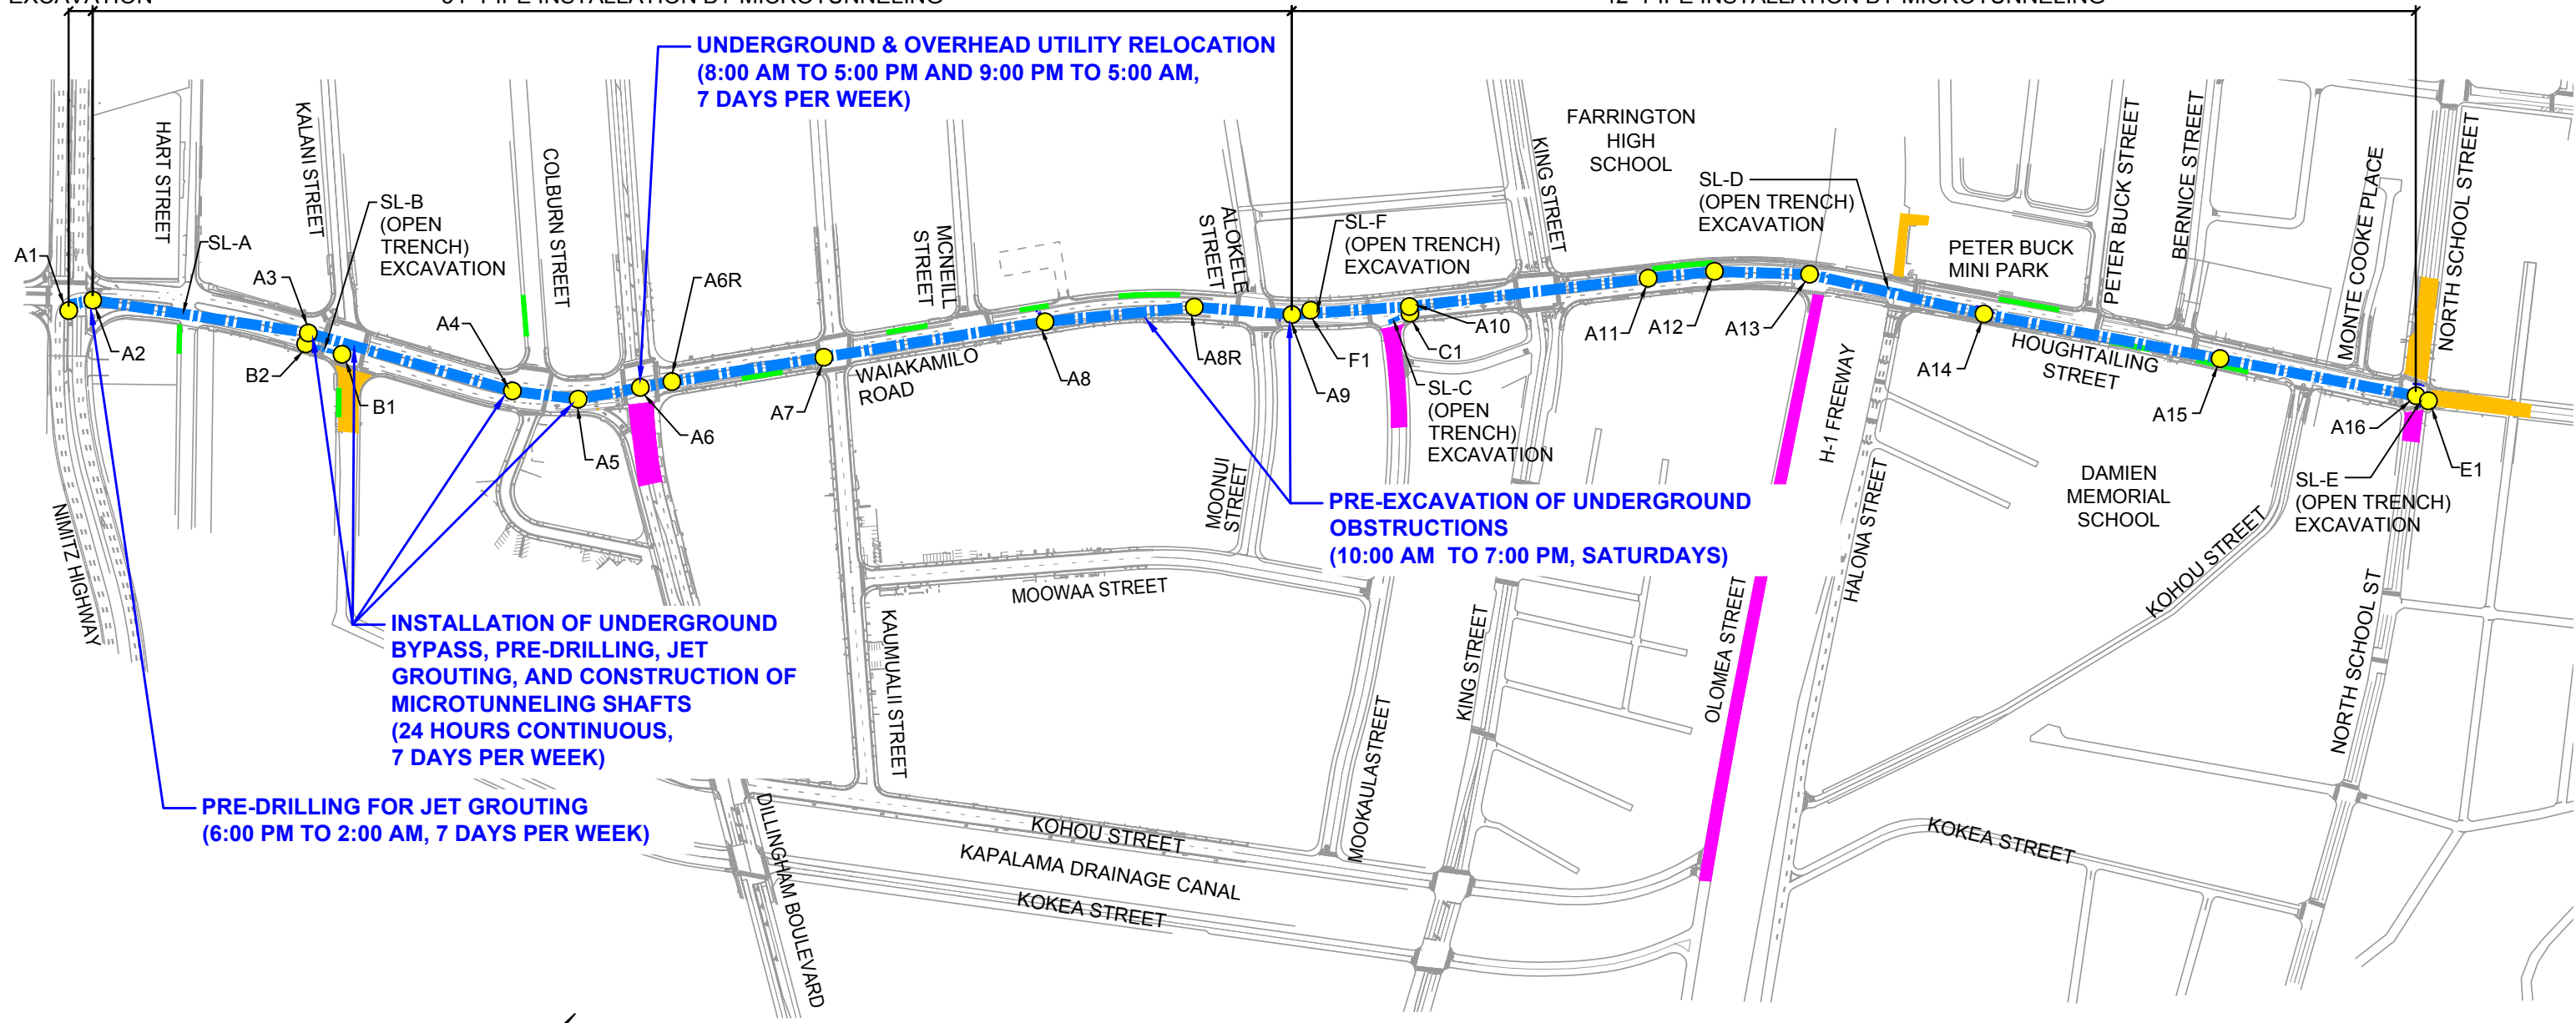 EXCAVATION
PIPE INSTALLATION BY MICROTUNNELING
PIPE INSTALLATION BY MICROTUNNELING
UNDERGROUND & OVERHEAD UTILITY RELOCATION
(8:00 AM TO 5:00 PM AND 9:00 PM TO 5:00 AM,
7 DAYS PER WEEK)
HART STREET
KALANI STREET
COLBURN STREET
MCNEILL
STREET
ALOKELE
STREET
KING STREET
FARRINGTON
HIGH
SCHOOL
PETER BUCK STREET
BERNICE STREET
MONTE COOKE PLACE
NORTH SCHOOL STREET
SL-A
SL-B
(OPEN
TRENCH)
EXCAVATION
SL-F
(OPEN TRENCH)
EXCAVATION
SL-D
(OPEN TRENCH)
EXCAVATION
PETER BUCK
MINI PARK
A1
A2
A3
B2
B1
A4
A5
A6R
A6
A7
WAIAKAMILO
ROAD
A8
A8R
A9
F1
C1
A10
SL-C
(OPEN
TRENCH)
EXCAVATION
A11
A12
A13
A14
HOUGHTAILING
STREET
A15
A16
E1
SL-E
(OPEN TRENCH)
EXCAVATION
DAMIEN
MEMORIAL
SCHOOL
H-1 FREEWAY
HALONA STREET
KOHOU STREET
NORTH SCHOOL ST
NIMITZ HIGHWAY
MOONUI
STREET
PRE-EXCAVATION OF UNDERGROUND
OBSTRUCTIONS
(10:00 AM TO 7:00 PM, SATURDAYS)
MOOWAA STREET
KAUMUALII STREET
MOOKAULASTREET
KING STREET
OLOMEA STREET
INSTALLATION OF UNDERGROUND
BYPASS, PRE-DRILLING, JET
GROUTING, AND CONSTRUCTION OF
MICROTUNNELING SHAFTS
(24 HOURS CONTINUOUS,
7 DAYS PER WEEK)
PRE-DRILLING FOR JET GROUTING
(6:00 PM TO 2:00 AM, 7 DAYS PER WEEK)
DILLINGHAM BOULEVARD
KOHOU STREET
KAPALAMA DRAINAGE CANAL
KOKEA STREET
KOKEA STREET